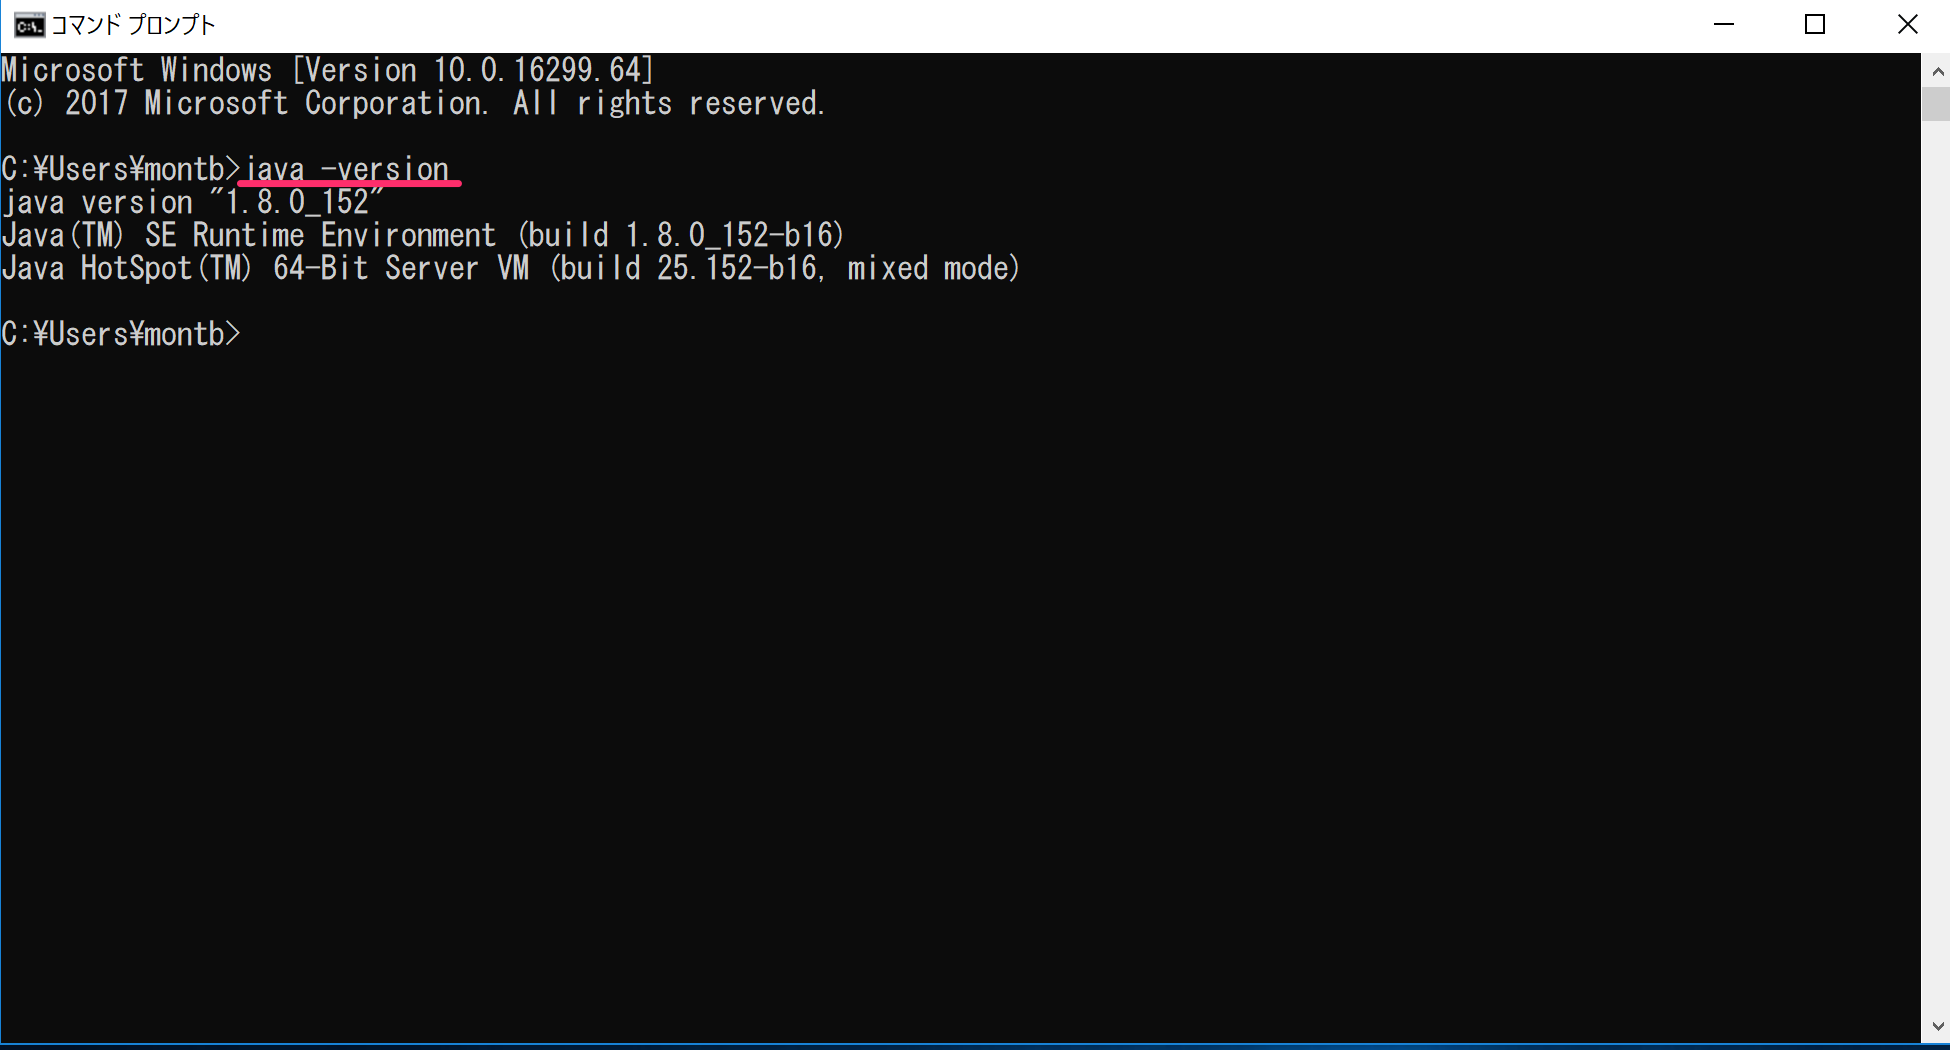 コマンド プロンプト
Microsoft Windows [Version 10.0.16299.64]
(c) 2017 Microsoft Corporation. All rights reserved.
C:¥Users¥montb>java -version
java version "1.8.0_152"
Java(TM) SE Runtime Environment (build 1.8.0_152-b16)
Java HotSpot(TM) 64-Bit Server VM (build 25.152-b16, mixed mode)
C:¥Users¥montb>